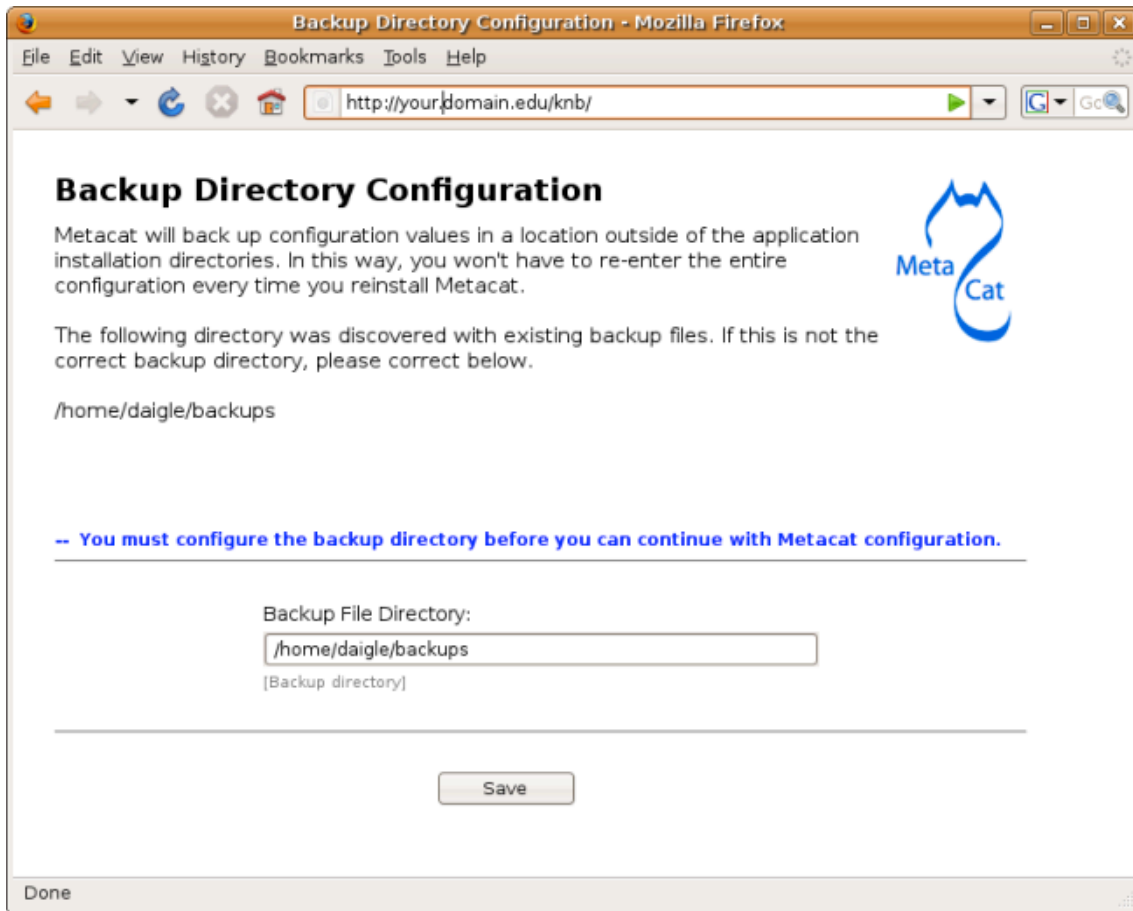 Backup Directory Configuration - Mozilla Firefox
File Edit View History Bookmarks Tools Help
http://your.domain.edu/knb/
G
Backup Directory Configuration
Metacat will back up configuration values in a location outside of the application
installation directories. In this way, you won't have to re-enter the entire
configuration every time you reinstall Metacat.
Meta
Cat
The following directory was discovered with existing backup files. If this is not the
correct backup directory, please correct below.
/home/daigle/backups
-- You must configure the backup directory before you can continue with Metacat configuration.
Backup File Directory:
/home/daigle/backups
[Backup directory]
Save
Done